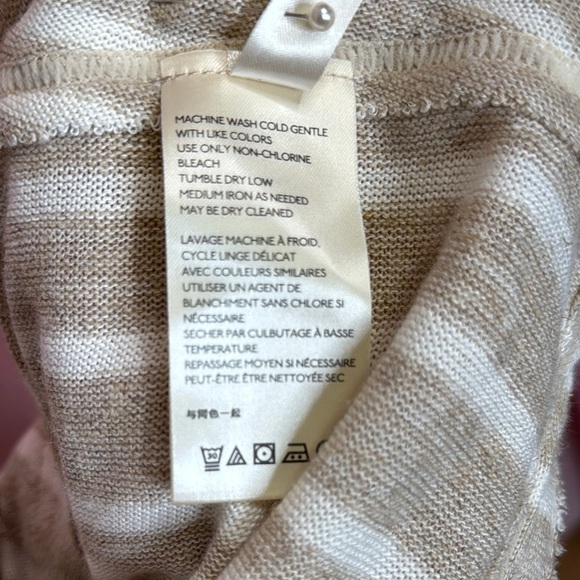 MACHINE WASH COLD GENTLE
WITH LIKE COLORS
USE ONLY NON-CHLORINE
BLEACH
TUMBLE DRY LOW
MEDIUM IRON AS NEEDED
MAY BE DRY CLEANED
LAVAGE MACHINE À FROID,
CYCLE LINGE DÉLICAT
AVEC COULEURS SIMILAIRES
UTILISER UN AGENT DE
BLANCHIMENT SANS CHLORE SI
NÉCESSAIRE
SECHER PAR CULBUTAGE À BASSE
TEMPERATURE
REPASSAGE MOYEN SI NÉCESSAIRE
PEUT-ÊTRE ÊTRE NETTOYÉE SEC
与同色一起
30